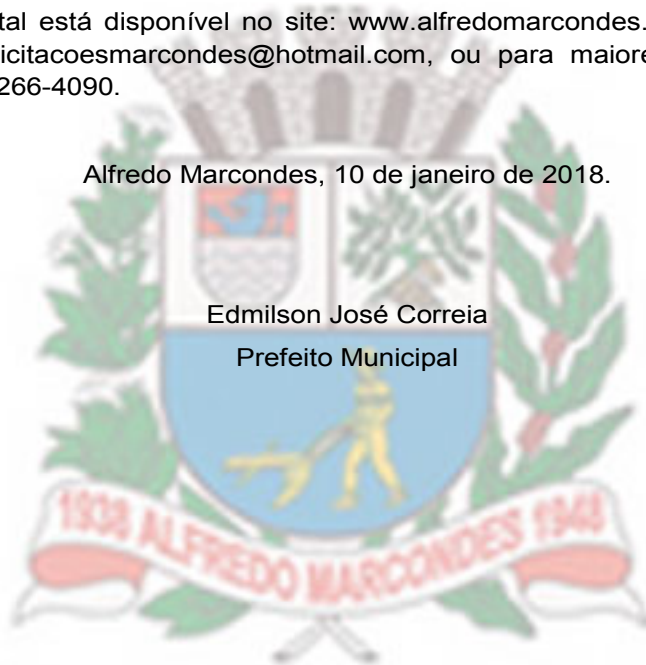 tal está disponível no site: www.alfredomarcondes.
icitacoesmarcondes@hotmail.com, ou para maiore
266-4090.
Alfredo Marcondes, 10 de janeiro de 2018.
Edmilson José Correia
Prefeito Municipal
1938 ALFREDO MARCONDES 1948